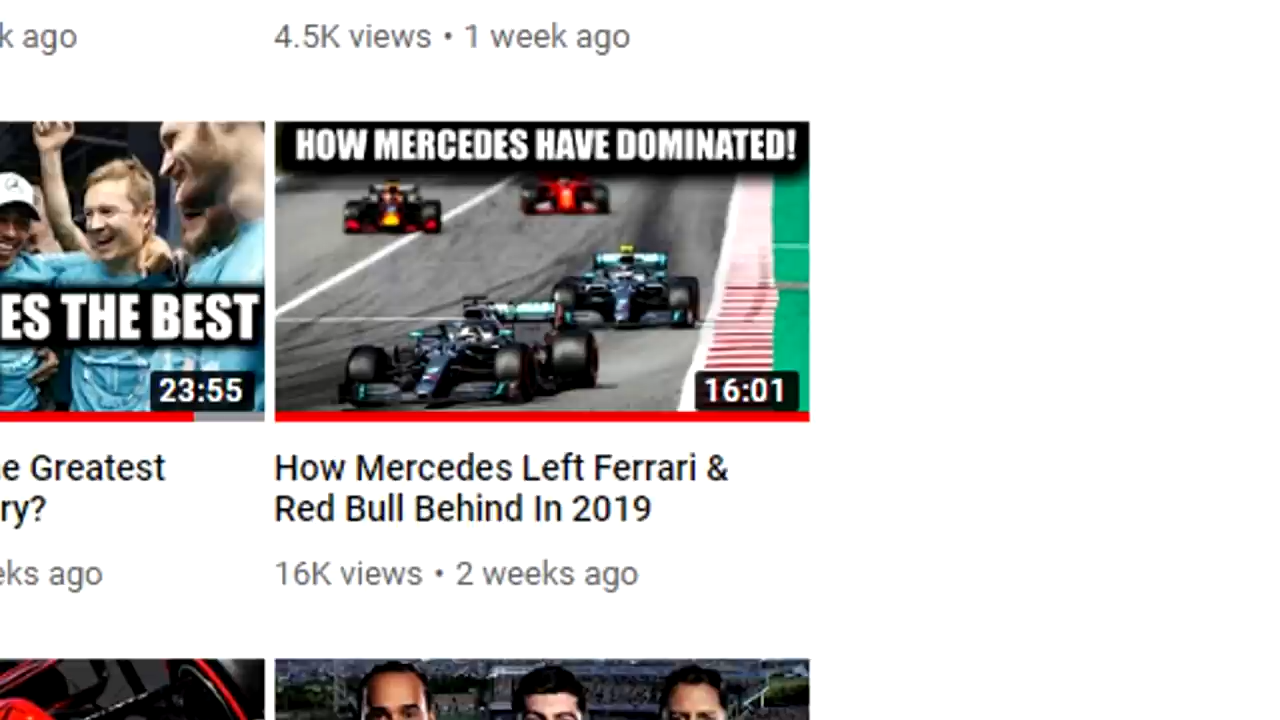 k ago
4.5K views • 1 week ago
HOW MERCEDES HAVE DOMINATED!
ES THE BEST
23:55
16:01
e Greatest
ry?
How Mercedes Left Ferrari &
Red Bull Behind In 2019
eks ago
16K views • 2 weeks ago